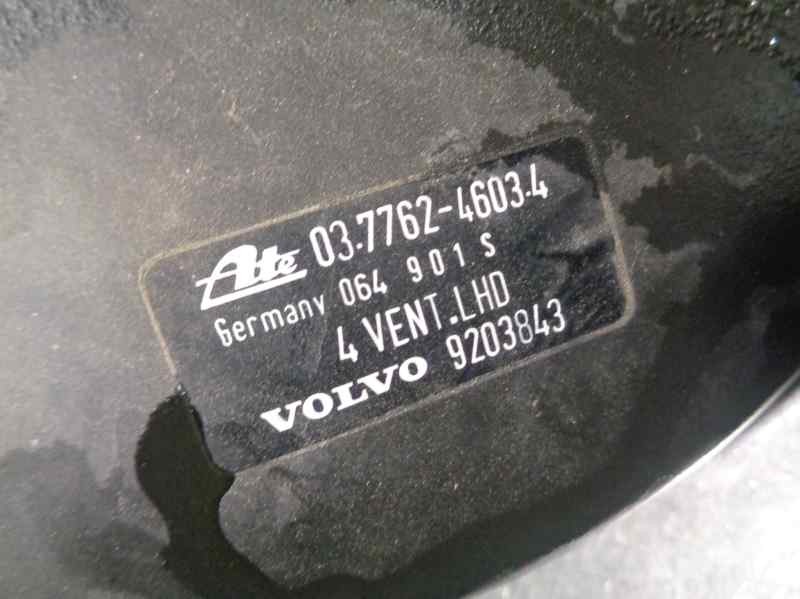 Ate 03.7762-4603.4
Germany 064 901 S
4 VENT.LHD
VOLVO 9203843